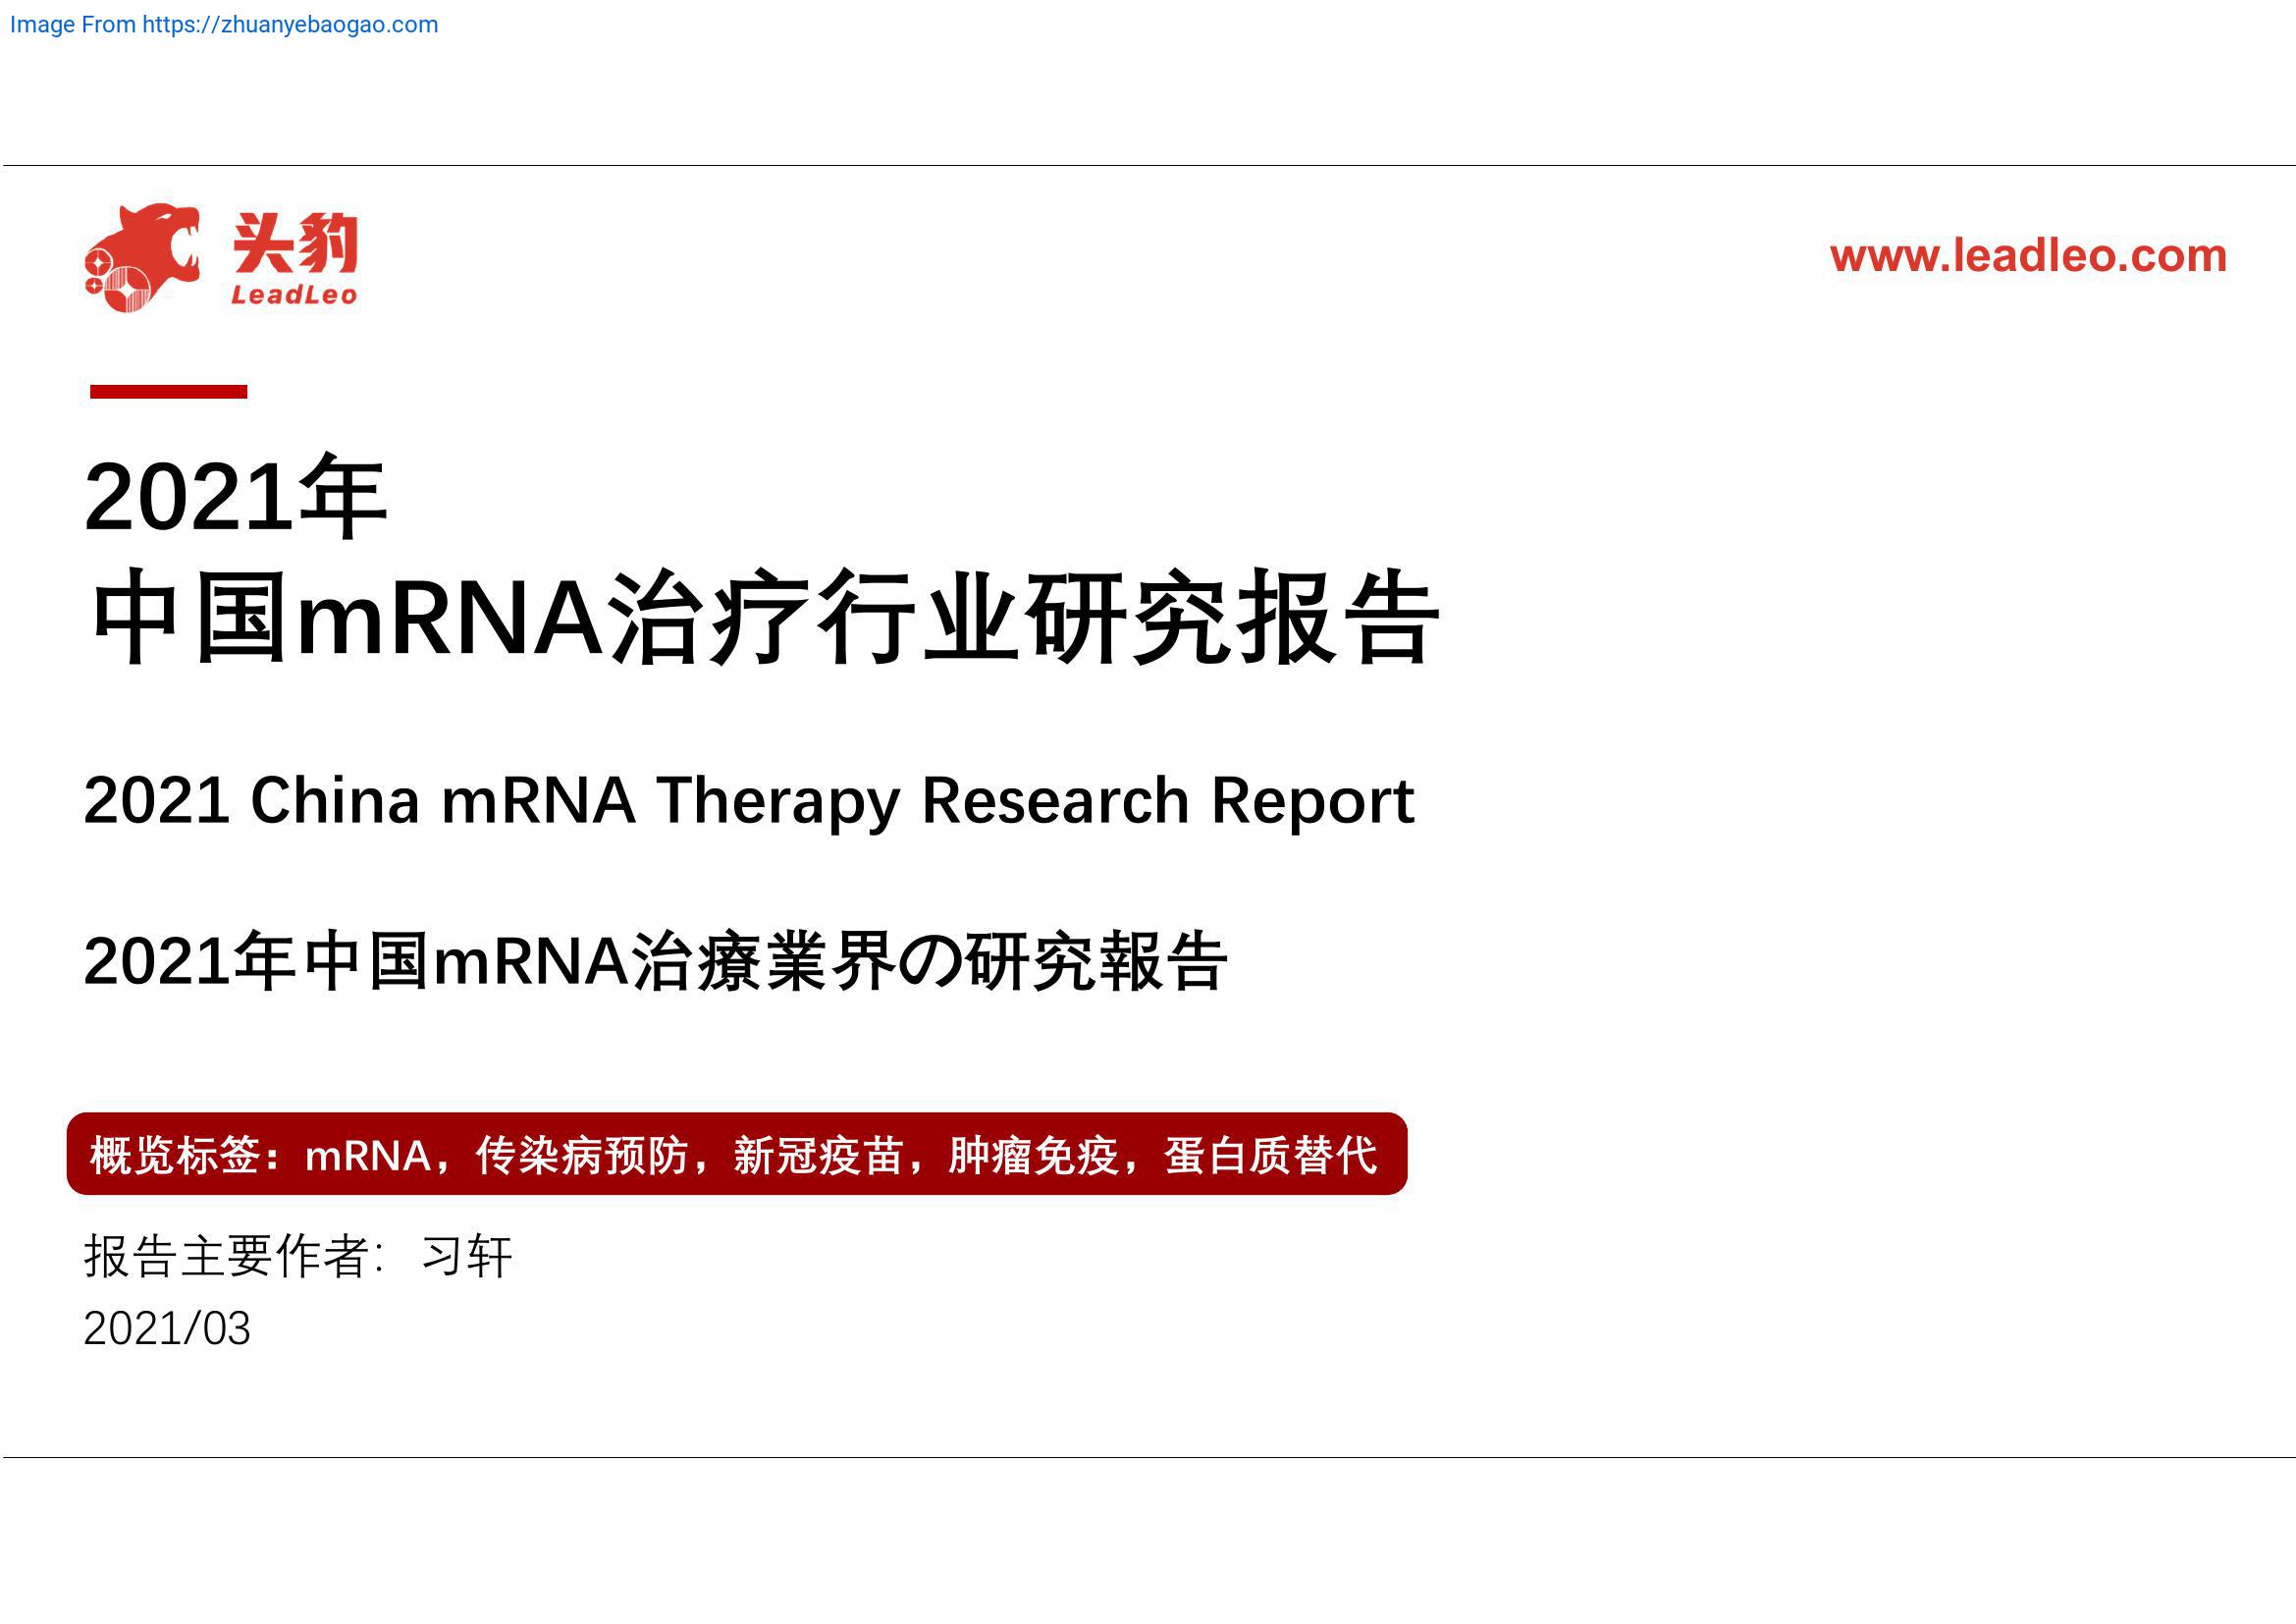 Image From https://zhuanyebaogao.com
头豹
LeadLeo
www.leadleo.com
2021年
中国mRNA治疗行业研究报告
2021 China mRNA Therapy Research Report
2021年中国mRNA治療業界の研究報告
概览标签：mRNA，传染病预防，新冠疫苗，肿瘤免疫，蛋白质替代
报告主要作者： 习轩
2021/03